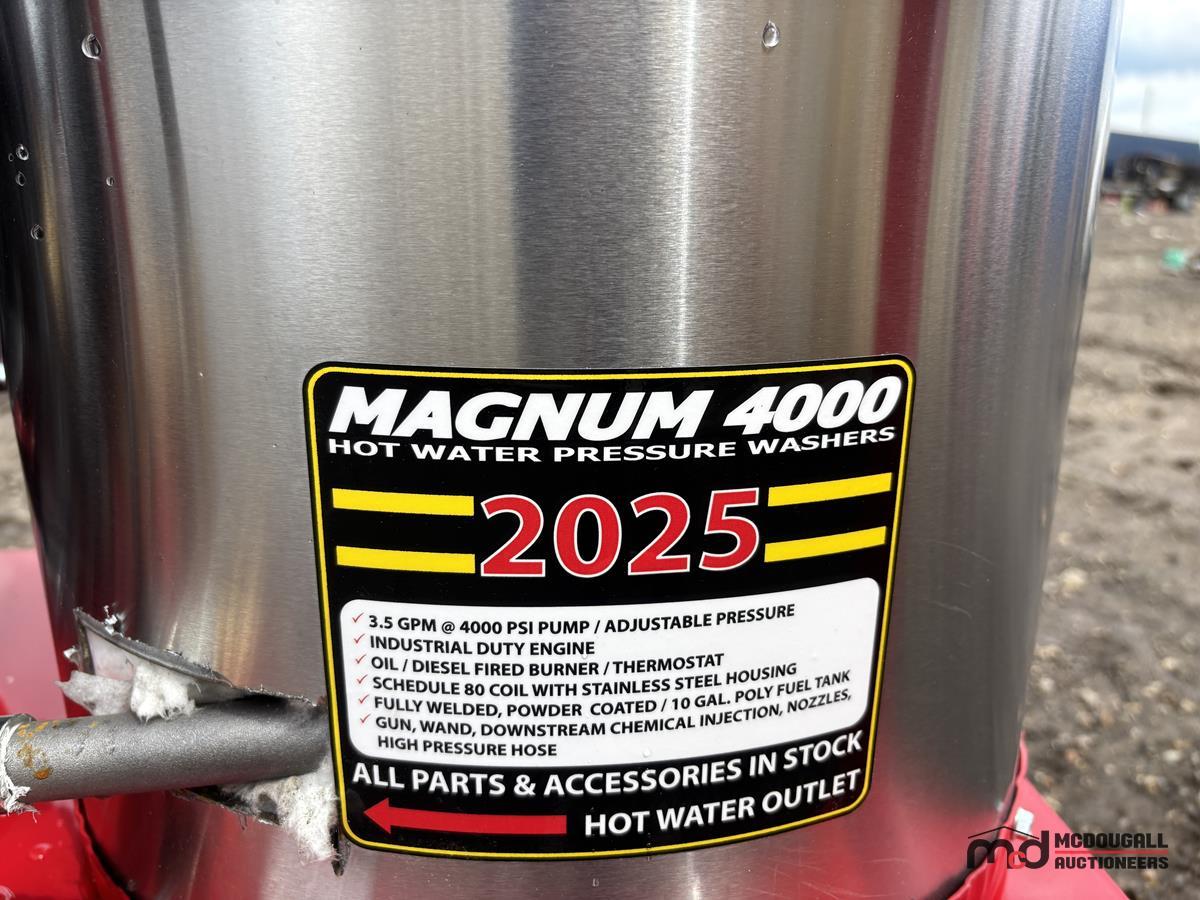 MAGNUM 4000
HOT WATER PRESSURE WASHERS
2025
✓ 3.5 GPM @ 4000 PSI PUMP / ADJUSTABLE PRESSURE
✓ INDUSTRIAL DUTY ENGINE
✓ OIL / DIESEL FIRED BURNER / THERMOSTAT
✓ SCHEDULE 80 COIL WITH STAINLESS STEEL HOUSING
✓ FULLY WELDED, POWDER COATED / 10 GAL. POLY FUEL TANK
✓ GUN, WAND, DOWNSTREAM CHEMICAL INJECTION, NOZZLES,
HIGH PRESSURE HOSE
ALL PARTS & ACCESSORIES IN STOCK
HOT WATER OUTLET
mcd MCDOUGALL
AUCTIONEERS